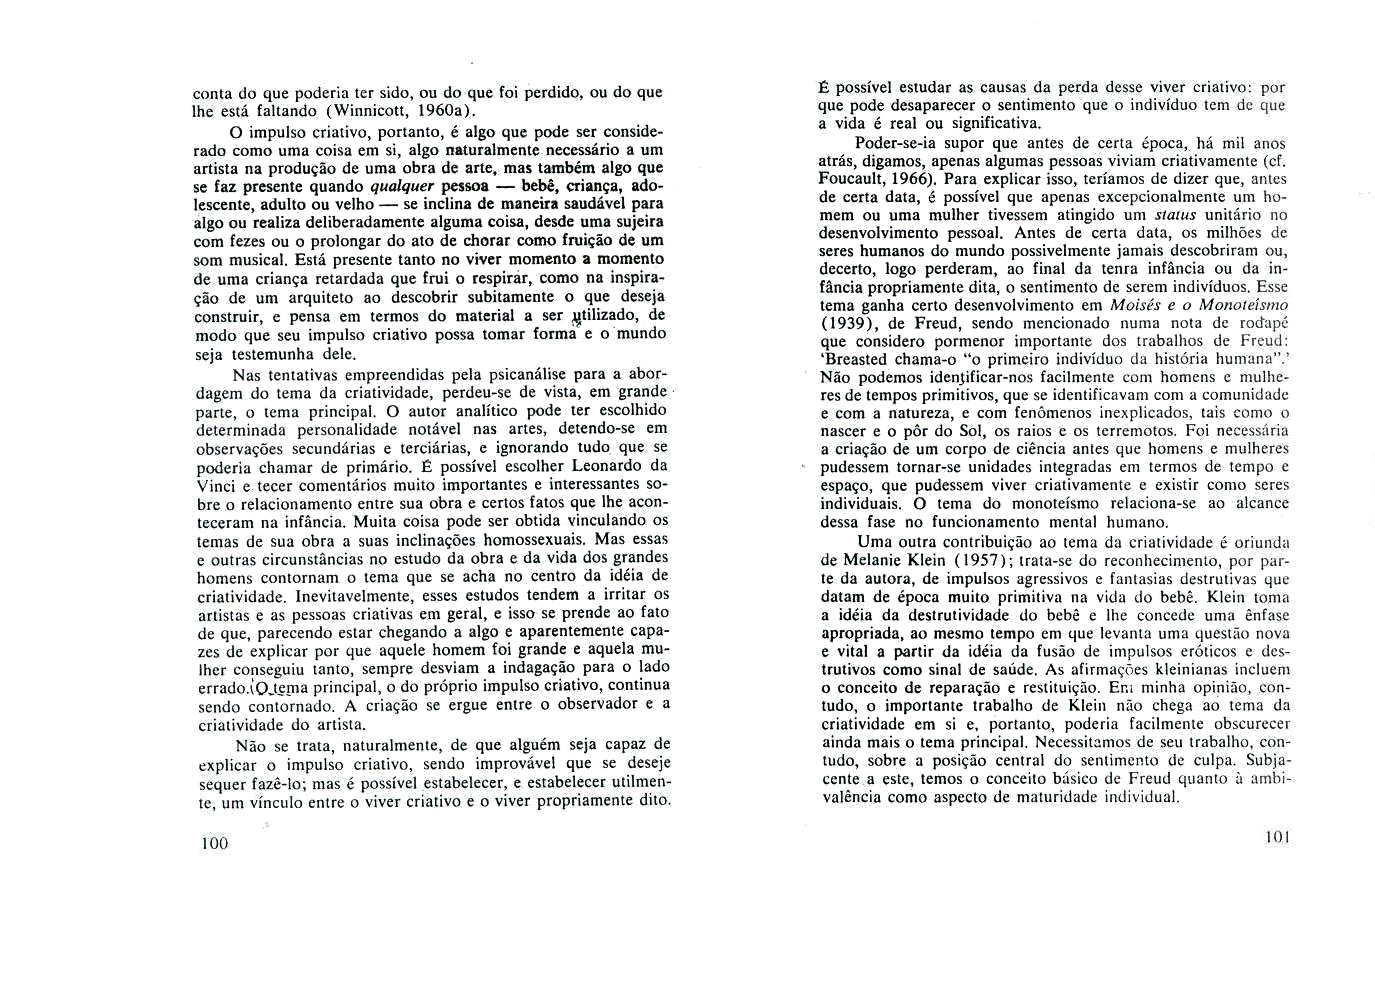 conta do que poderia ter sido, ou do que foi perdido, ou do que
lhe está faltando (Winnicott, 1960a).
O impulso criativo, portanto, é algo que pode ser conside-
rado como uma coisa em si, algo naturalmente necessário a um
artista na produção de uma obra de arte, mas também algo que
se faz presente quando qualquer pessoa — bebê, criança, ado-
lescente, adulto ou velho — se inclina de maneira saudável para
algo ou realiza deliberadamente alguma coisa, desde uma sujeira
com fezes ou o prolongar do ato de chorar como fruição de um
som musical. Está presente tanto no viver momento a momento
de uma criança retardada que frui o respirar, como na inspira-
ção de um arquiteto ao descobrir subitamente o que deseja
construir, e pensa em termos do material a ser utilizado, de
modo que seu impulso criativo possa tomar forma e o mundo
seja testemunha dele.
Nas tentativas empreendidas pela psicanálise para a abor-
dagem do tema da criatividade, perdeu-se de vista, em grande
parte, o tema principal. O autor analítico pode ter escolhido
determinada personalidade notável nas artes, detendo-se em
observações secundárias e terciárias, e ignorando tudo que se
poderia chamar de primário. É possível escolher Leonardo da
Vinci e tecer comentários muito importantes e interessantes so-
bre o relacionamento entre sua obra e certos fatos que lhe acon-
teceram na infância. Muita coisa pode ser obtida vinculando os
temas de sua obra a suas inclinações homossexuais. Mas essas
e outras circunstâncias no estudo da obra e da vida dos grandes
homens contornam o tema que se acha no centro da idéia de
criatividade. Inevitavelmente, esses estudos tendem a irritar os
artistas e as pessoas criativas em geral, e isso se prende ao fato
de que, parecendo estar chegando a algo e aparentemente capa-
zes de explicar por que aquele homem foi grande e aquela mu-
lher conseguiu tanto, sempre desviam a indagação para o lado
errado. O tema principal, o do próprio impulso criativo, continua
sendo contornado. A criação se ergue entre o observador e a
criatividade do artista.
Não se trata, naturalmente, de que alguém seja capaz de
explicar o impulso criativo, sendo improvável que se deseje
sequer fazê-lo; mas é possível estabelecer, e estabelecer utilmen-
te, um vínculo entre o viver criativo e o viver propriamente dito.
100
É possível estudar as causas da perda desse viver criativo: por
que pode desaparecer o sentimento que o indivíduo tem de que
a vida é real ou significativa.
Poder-se-ia supor que antes de certa época, há mil anos
atrás, digamos, apenas algumas pessoas viviam criativamente (cf.
Foucault, 1966). Para explicar isso, teríamos de dizer que, antes
de certa data, é possível que apenas excepcionalmente um ho-
mem ou uma mulher tivessem atingido um status unitário no
desenvolvimento pessoal. Antes de certa data, os milhões de
seres humanos do mundo possivelmente jamais descobriram ou,
decerto, logo perderam, ao final da tenra infância ou da in-
fância propriamente dita, o sentimento de serem indivíduos. Esse
tema ganha certo desenvolvimento em Moisés e o Monoteísmo
(1939), de Freud, sendo mencionado numa nota de rodapé
que considero pormenor importante dos trabalhos de Freud:
‘Breasted chama-o “o primeiro indivíduo da história humana”.’
Não podemos identificar-nos facilmente com homens e mulhe-
res de tempos primitivos, que se identificavam com a comunidade
e com a natureza, e com fenômenos inexplicados, tais como o
nascer e o pôr do Sol, os raios e os terremotos. Foi necessária
a criação de um corpo de ciência antes que homens e mulheres
pudessem tornar-se unidades integradas em termos de tempo e
espaço, que pudessem viver criativamente e existir como seres
individuais. O tema do monoteísmo relaciona-se ao alcance
dessa fase no funcionamento mental humano.
Uma outra contribuição ao tema da criatividade é oriunda
de Melanie Klein (1957); trata-se do reconhecimento, por par-
te da autora, de impulsos agressivos e fantasias destrutivas que
datam de época muito primitiva na vida do bebê. Klein toma
a idéia da destrutividade do bebê e lhe concede uma ênfase
apropriada, ao mesmo tempo em que levanta uma questão nova
e vital a partir da idéia da fusão de impulsos eróticos e des-
trutivos como sinal de saúde. As afirmações kleinianas incluem
o conceito de reparação e restituição. Em minha opinião, con-
tudo, o importante trabalho de Klein não chega ao tema da
criatividade em si e, portanto, poderia facilmente obscurecer
ainda mais o tema principal. Necessitamos de seu trabalho, con-
tudo, sobre a posição central do sentimento de culpa. Subja-
cente a este, temos o conceito básico de Freud quanto à ambi-
valência como aspecto de maturidade individual.
101